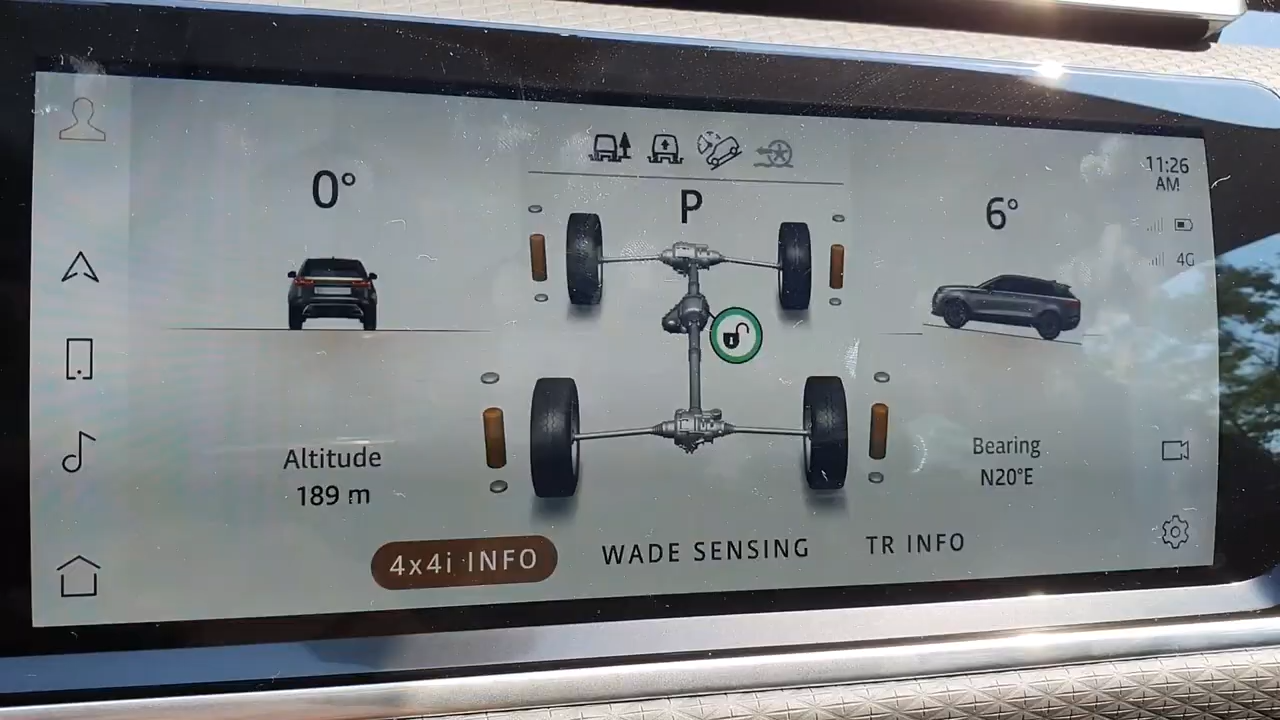 0°
P
6°
11:26
AM
4G
Altitude
189 m
Bearing
N20°E
4x4i INFO
WADE SENSING
TR INFO